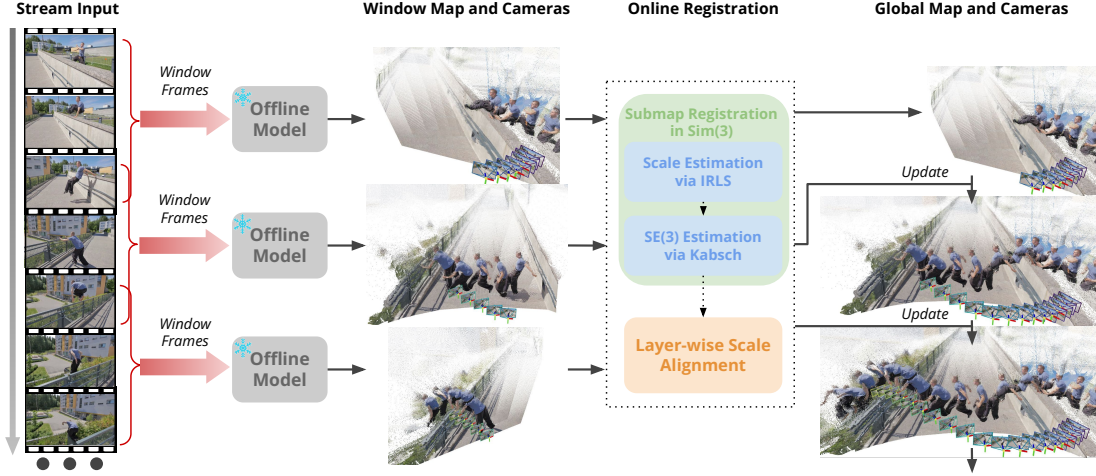 Stream Input
Window Map and Cameras
Online Registration
Global Map and Cameras
Window
Frames
Offline
Model
Submap Registration
in Sim(3)
Scale Estimation
via IRLS
Update
Window
Frames
Offline
Model
SE(3) Estimation
via Kabsch
Update
Window
Frames
Offline
Model
Layer-wise Scale
Alignment